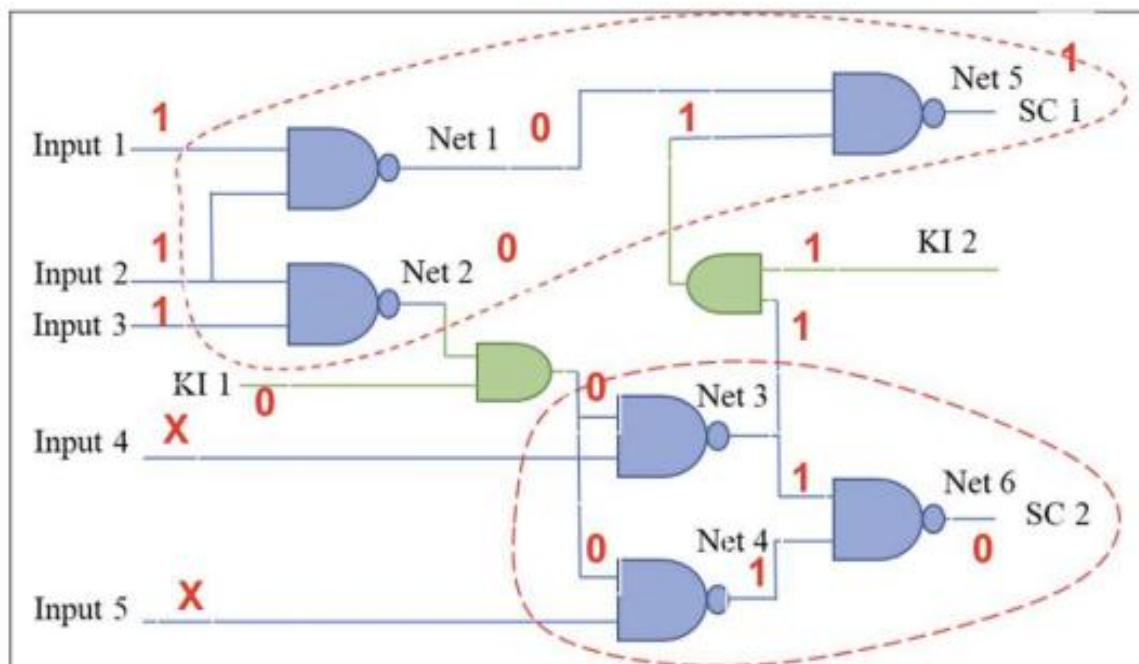 1
Net 5
1
SC i
Input 1
Net 1
0
1
1
Input 2
Net 2
0
1
KI 2
1
Input 3
1
KI 1
0
0
Net 3
X
Input 4
1
Net 6
SC 2
0
0
Net 4
1
X
Input 5